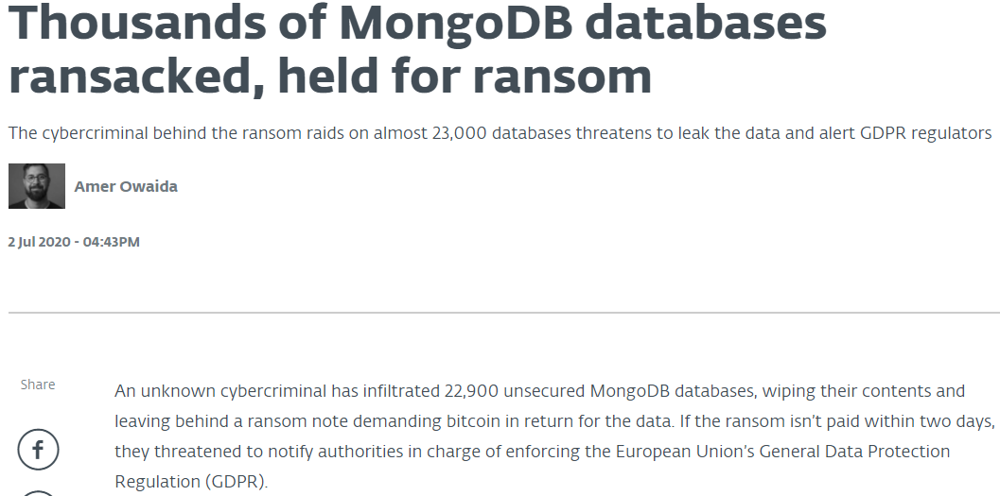 Thousands of MongoDB databases
ransacked, held for ransom
The cybercriminal behind the ransom raids on almost 23,000 databases threatens to leak the data and alert GDPR regulators
Amer Owaida
2 Jul 2020 - 04:43PM
Share
An unknown cybercriminal has infiltrated 22,900 unsecured MongoDB databases, wiping their contents and
leaving behind a ransom note demanding bitcoin in return for the data. If the ransom isn’t paid within two days,
they threatened to notify authorities in charge of enforcing the European Union’s General Data Protection
Regulation (GDPR).